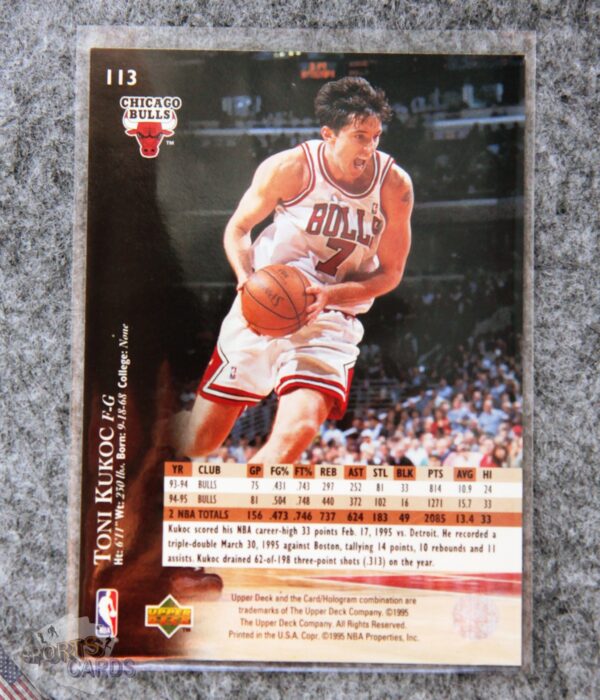 113
CHICAGO
BULLS
TM
BULLS
7
TONI KUKOC F-G
Ht: 6'11" Wt: 230 lbs. Born: 9-18-68 College: None
YR CLUB GP FG% FT% REB AST STL BLK PTS AVG HI
93-94 BULLS 75 .431 .743 297 252 81 33 814 10.9 24
94-95 BULLS 81 .504 .748 440 372 102 16 1271 15.7 33
2 NBA TOTALS 156 .473 .746 737 624 183 49 2085 13.4 33
Kukoc scored his NBA career-high 33 points Feb. 17, 1995 vs. Detroit. He recorded a
triple-double March 30, 1995 against Boston, tallying 14 points, 10 rebounds and 11
assists. Kukoc drained 62-of-198 three-point shots (.313) on the year.
Upper Deck and the Card/Hologram combination are
trademarks of The Upper Deck Company. ©1995
The Upper Deck Company. All Rights Reserved.
Printed in the U.S.A. Copr. ©1995 NBA Properties, Inc.
NBA
UPPER
DECK
SPORTSY
CARDS